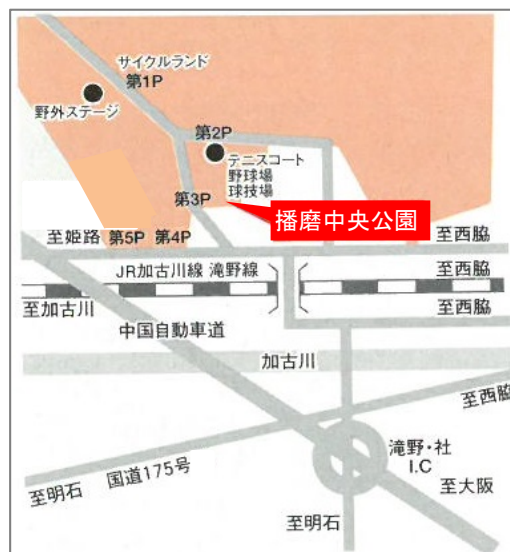 サイクルランド
第1P
野外ステージ
第2P
テニスコート
野球場
球技場
第3P
播磨中央公園
至姫路
第5P
第4P
至西脇
JR加古川線 滝野線
至西脇
至加古川
至西脇
中国自動車道
加古川
至西脇
滝野・社
I.C
国道175号
至明石
至大阪
至明石